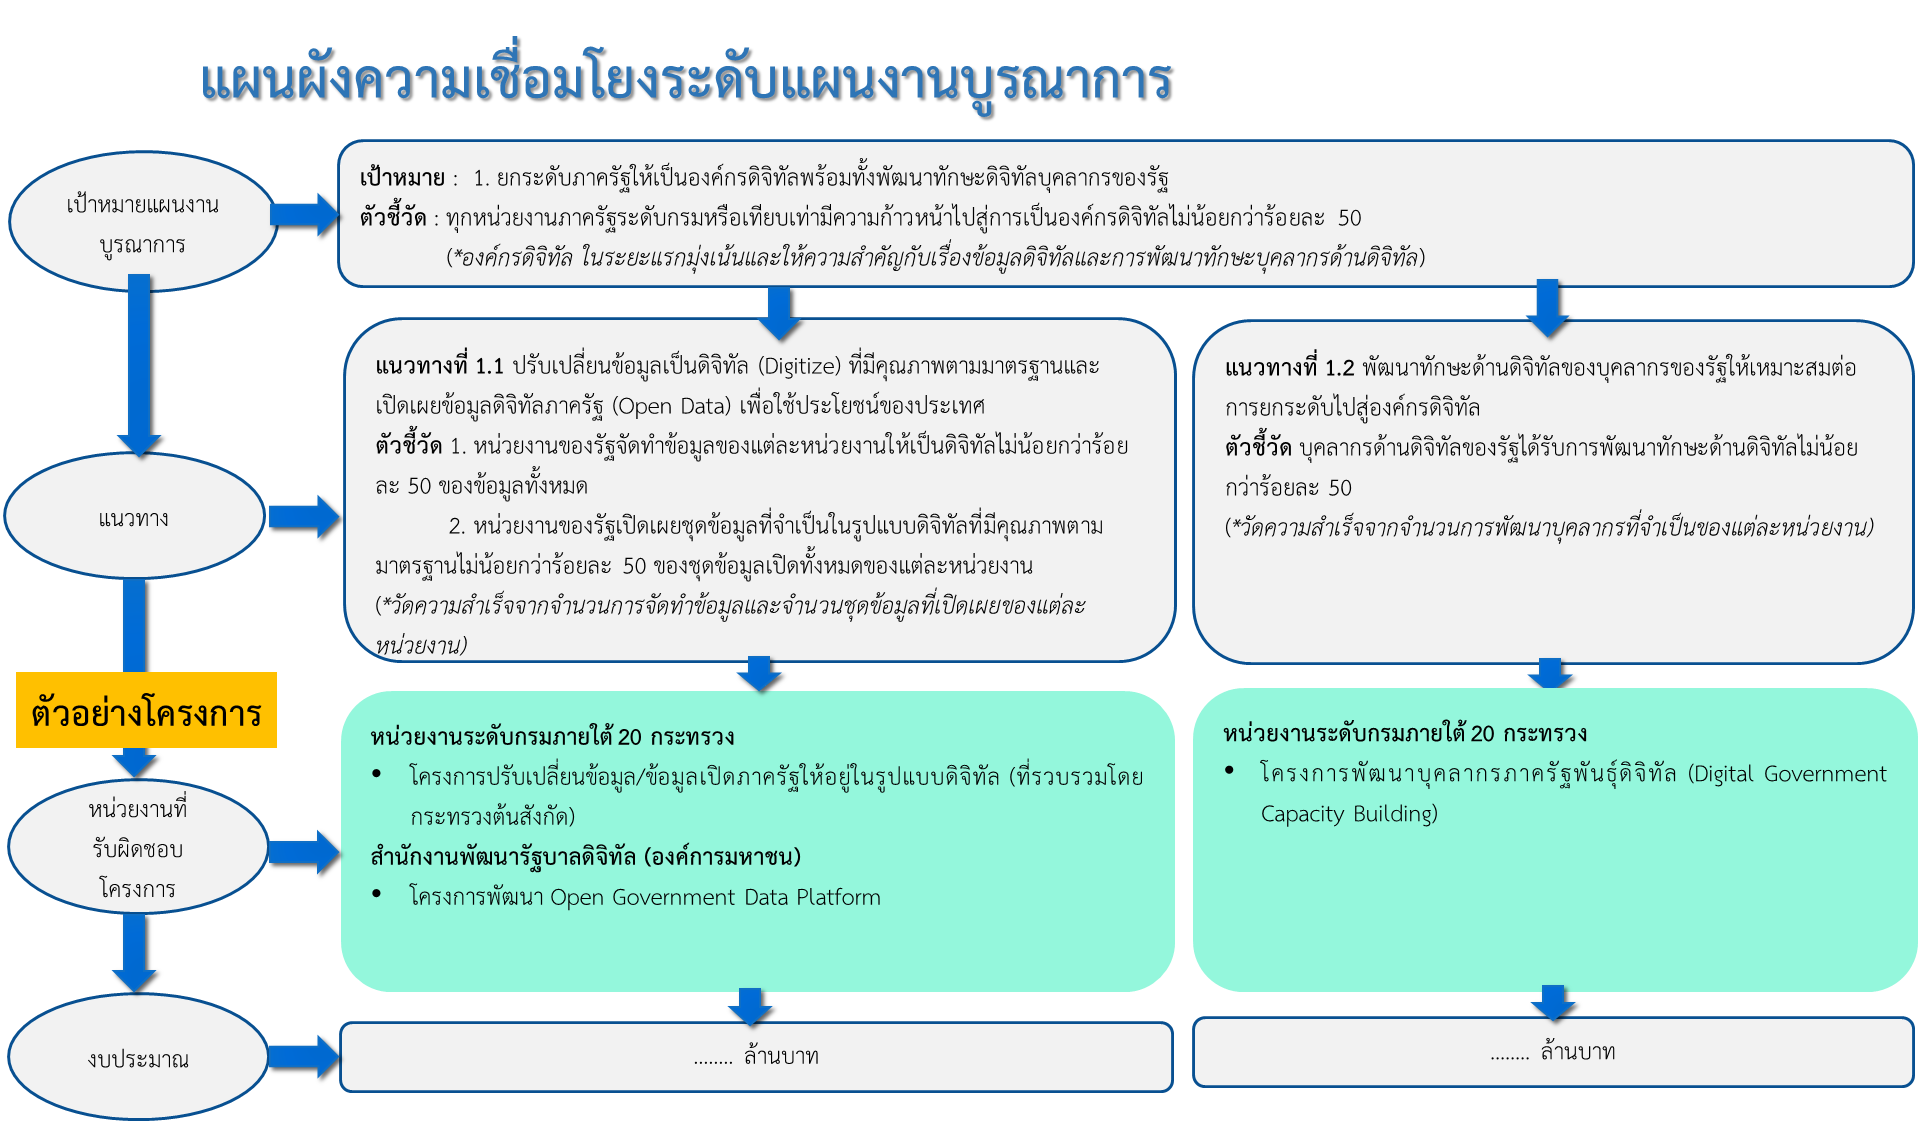 แผนผังความเชื่อมโยงระดับแผนงานบูรณาการ
เป้าหมายแผนงาน
บูรณาการ
เป้าหมาย : 1. ยกระดับภาครัฐให้เป็นองค์กรดิจิทัลพร้อมทั้งพัฒนาทักษะดิจิทัลบุคลากรของรัฐ
ตัวชี้วัด : ทุกหน่วยงานภาครัฐระดับกรมหรือเทียบเท่ามีความก้าวหน้าไปสู่การเป็นองค์กรดิจิทัลไม่น้อยกว่าร้อยละ 50
(*องค์กรดิจิทัล ในระยะแรกมุ่งเน้นและให้ความสำคัญกับเรื่องข้อมูลดิจิทัลและการพัฒนาทักษะบุคลากรด้านดิจิทัล)
แนวทาง
แนวทางที่ 1.1 ปรับเปลี่ยนข้อมูลเป็นดิจิทัล (Digitize) ที่มีคุณภาพตามมาตรฐานและ
เปิดเผยข้อมูลดิจิทัลภาครัฐ (Open Data) เพื่อใช้ประโยชน์ของประเทศ
ตัวชี้วัด 1. หน่วยงานของรัฐจัดทำข้อมูลของแต่ละหน่วยงานให้เป็นดิจิทัลไม่น้อยกว่าร้อย
ละ 50 ของข้อมูลทั้งหมด
2. หน่วยงานของรัฐเปิดเผยชุดข้อมูลที่จำเป็นในรูปแบบดิจิทัลที่มีคุณภาพตาม
มาตรฐานไม่น้อยกว่าร้อยละ 50 ของชุดข้อมูลเปิดทั้งหมดของแต่ละหน่วยงาน
(*วัดความสำเร็จจากจำนวนการจัดทำข้อมูลและจำนวนชุดข้อมูลที่เปิดเผยของแต่ละ
หน่วยงาน)
แนวทางที่ 1.2 พัฒนาทักษะด้านดิจิทัลของบุคลากรของรัฐให้เหมาะสมต่อ
การยกระดับไปสู่องค์กรดิจิทัล
ตัวชี้วัด บุคลากรด้านดิจิทัลของรัฐได้รับการพัฒนาทักษะด้านดิจิทัลไม่น้อย
กว่าร้อยละ 50
(*วัดความสำเร็จจากจำนวนการพัฒนาบุคลากรที่จำเป็นของแต่ละหน่วยงาน)
ตัวอย่างโครงการ
หน่วยงานที่
รับผิดชอบ
โครงการ
หน่วยงานระดับกรมภายใต้ 20 กระทรวง
• โครงการปรับเปลี่ยนข้อมูล/ข้อมูลเปิดภาครัฐให้อยู่ในรูปแบบดิจิทัล (ที่รวบรวมโดย
กระทรวงต้นสังกัด)
สำนักงานพัฒนารัฐบาลดิจิทัล (องค์การมหาชน)
• โครงการพัฒนา Open Government Data Platform
หน่วยงานระดับกรมภายใต้ 20 กระทรวง
• โครงการพัฒนาบุคลากรภาครัฐพันธุ์ดิจิทัล (Digital Government
Capacity Building)
งบประมาณ
........ ล้านบาท
........ ล้านบาท